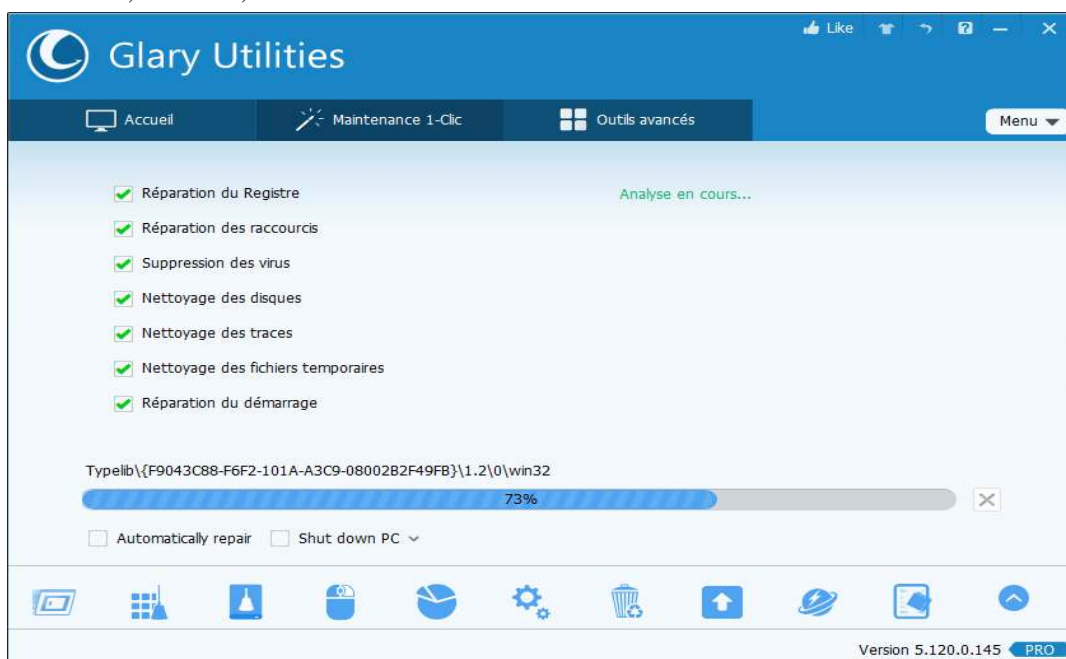 Like
Glary Utilities
Accueil
Maintenance 1-Clic
Outils avancés
Menu
Réparation du Registre
Analyse en cours...
Réparation des raccourcis
Suppression des virus
Nettoyage des disques
Nettoyage des traces
Nettoyage des fichiers temporaires
Réparation du démarrage
Typelib\{F9043C88-F6F2-101A-A3C9-08002B2F49FB}\1.2\0\win32
73%
Automatically repair
Shut down PC
Version 5.120.0.145 PRO